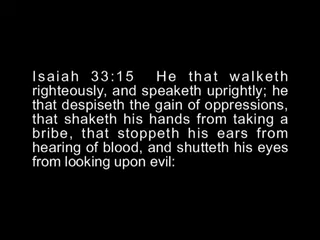 Isaiah 33:15 He that walketh
righteously, and speaketh uprightly; he
that despiseth the gain of oppressions,
that shaketh his hands from taking a
bribe, that stoppeth his ears from
hearing of blood, and shutteth his eyes
from looking upon evil: